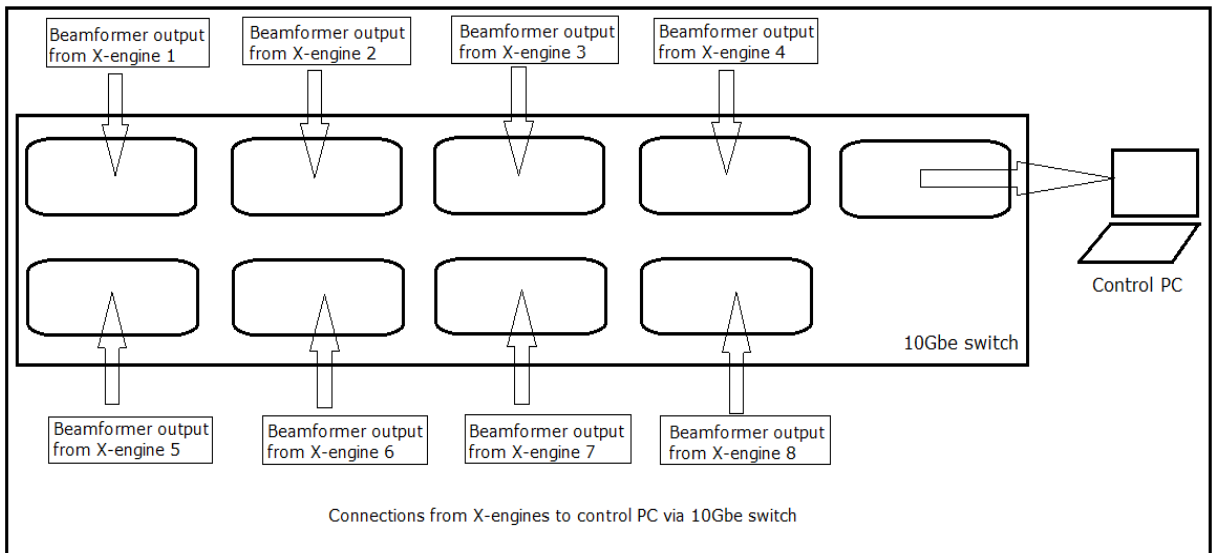 Beamformer output
from X-engine 1
Beamformer output
from X-engine 2
Beamformer output
from X-engine 3
Beamformer output
from X-engine 4
Control PC
10Gbe switch
Beamformer output
from X-engine 5
Beamformer output
from X-engine 6
Beamformer output
from X-engine 7
Beamformer output
from X-engine 8
Connections from X-engines to control PC via 10Gbe switch